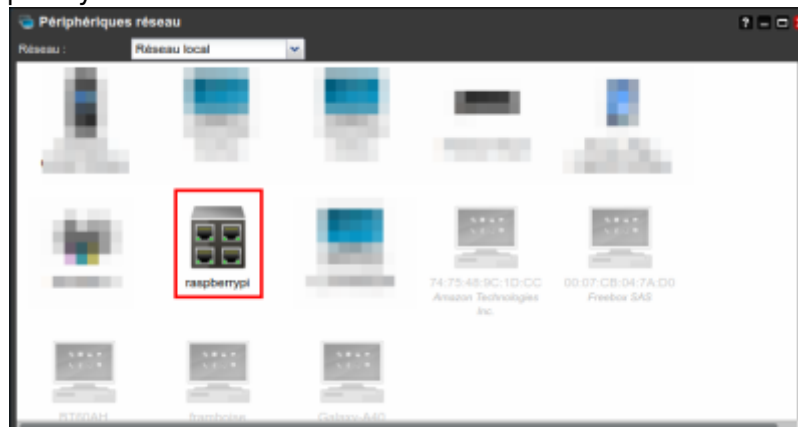 Périphériques réseau
Réseau : Réseau local
raspberrypi
74:75:48:9C:1D:CC
Amazon Technologies
Inc.
00:07:CB:04:7A:D0
Freebox SAS
BT60AH framboise Galaxy-A40